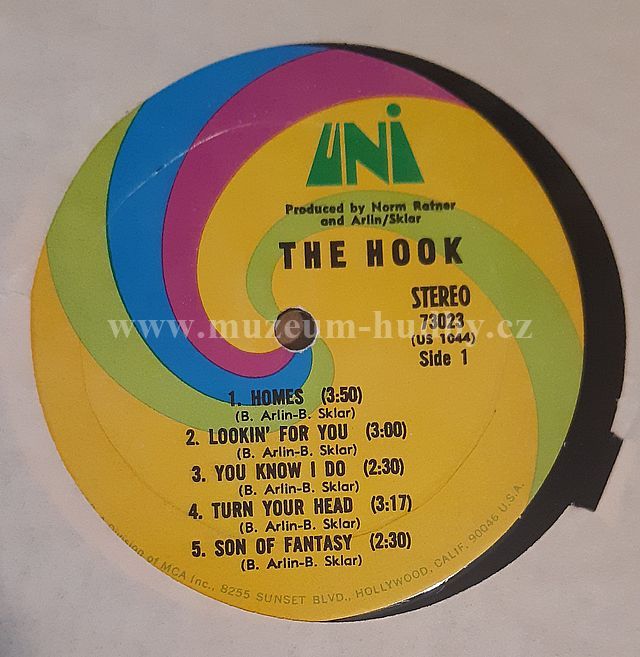 UNI
Produced by Norm Ratner
and Arlin/Sklar
THE HOOK
STEREO
73023
(US 1044)
Side 1
www.muzeum-hudby.cz
1. HOMES (3:50)
(B. Arlin-B. Sklar)
2. LOOKIN' FOR YOU (3:00)
(B. Arlin-B. Sklar)
3. YOU KNOW I DO (2:30)
(B. Arlin-B. Sklar)
4. TURN YOUR HEAD (3:17)
(B. Arlin-B. Sklar)
5. SON OF FANTASY (2:30)
(B. Arlin-B. Sklar)
Division of MCA Inc., 8255 SUNSET BLVD., HOLLYWOOD, CALIF. 90046 U.S.A.